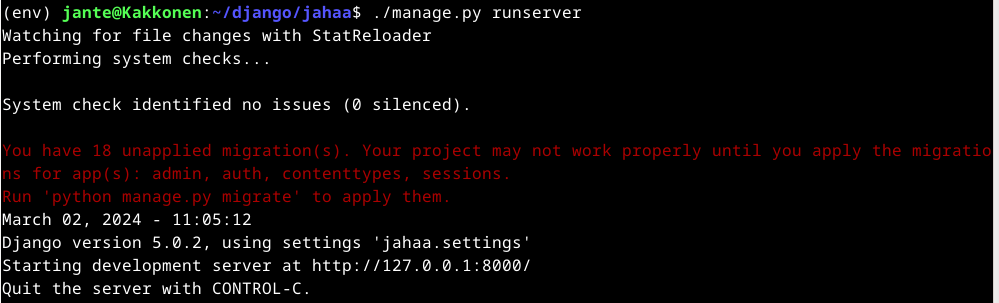 (env) jante@Kakkonen:~/django/jahaa$ ./manage.py runserver
Watching for file changes with StatReloader
Performing system checks...
System check identified no issues (0 silenced).
You have 18 unapplied migration(s). Your project may not work properly until you apply the migratio
ns for app(s): admin, auth, contenttypes, sessions.
Run 'python manage.py migrate' to apply them.
March 02, 2024 - 11:05:12
Django version 5.0.2, using settings 'jahaa.settings'
Starting development server at http://127.0.0.1:8000/
Quit the server with CONTROL-C.